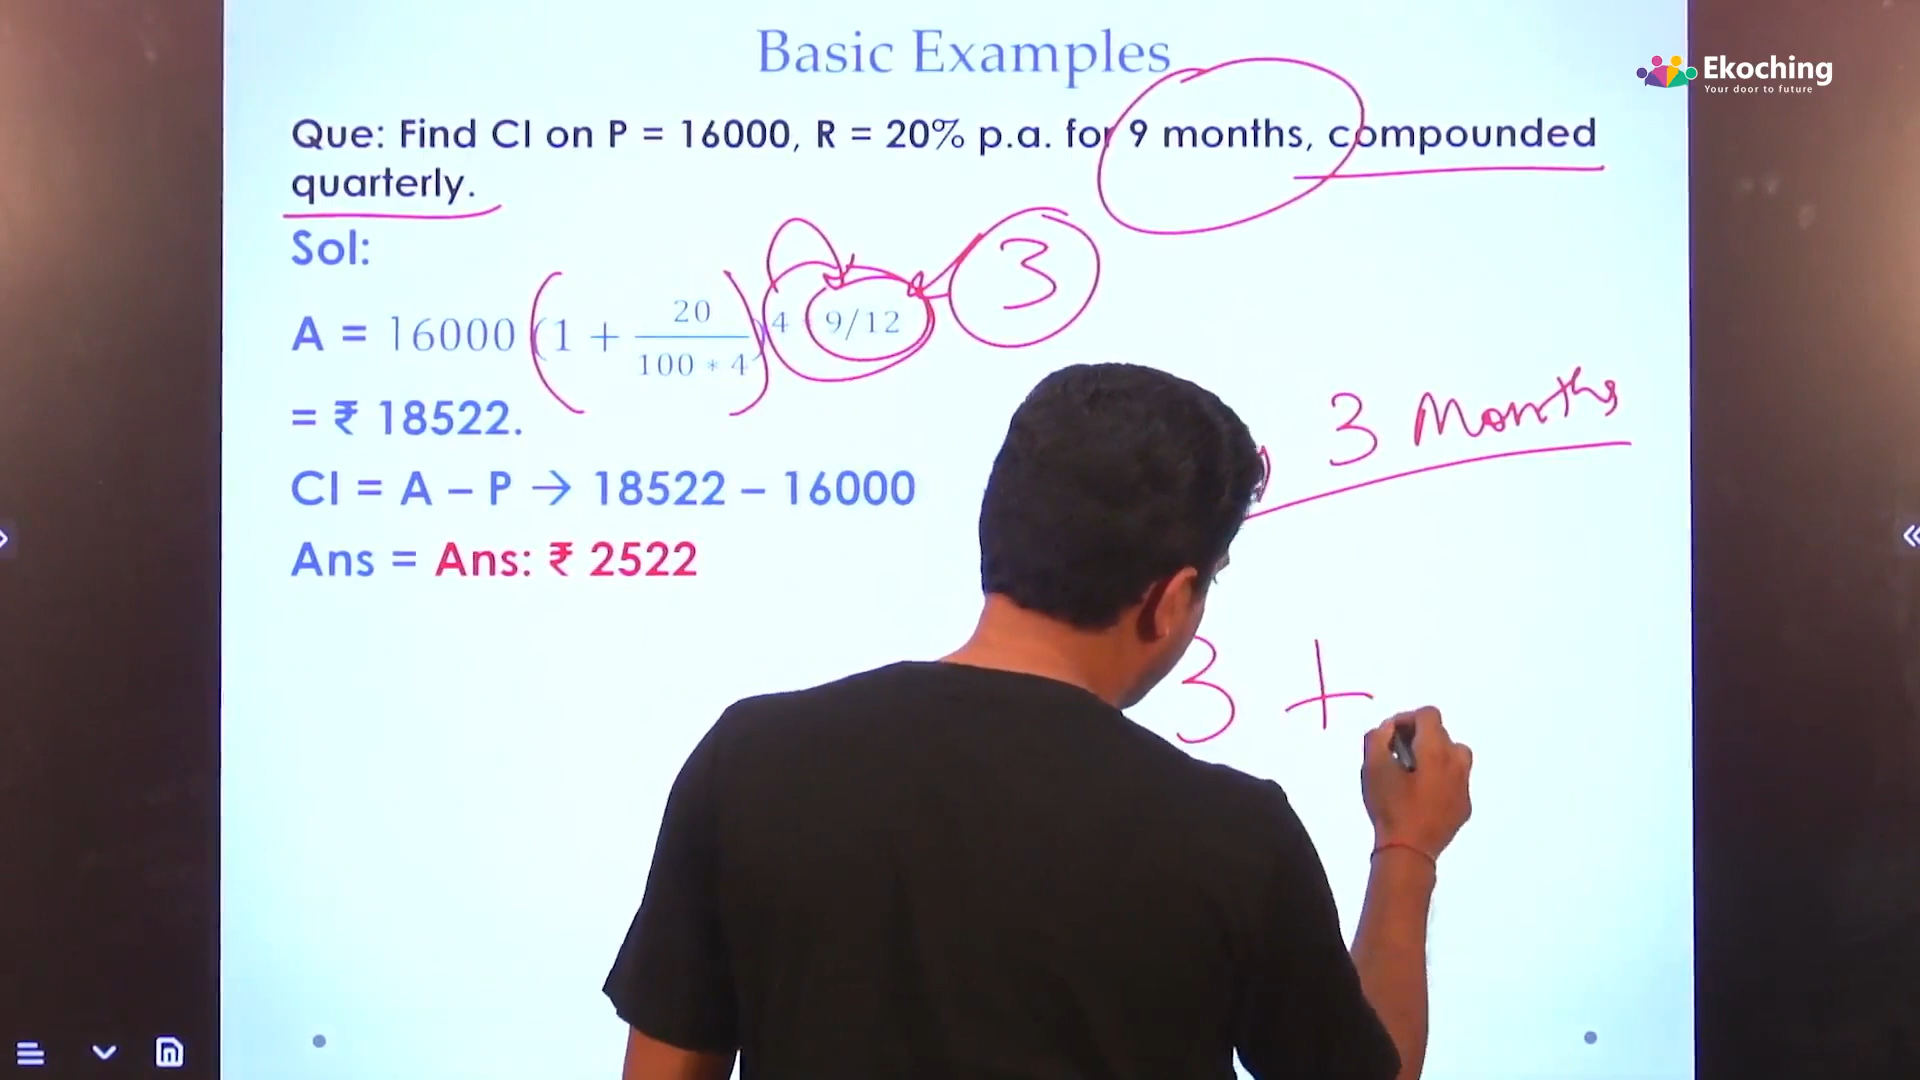 Basic Examples
Ekoching
Your door to future
Que: Find CI on P = 16000, R = 20% p.a. for 9 months, compounded
quarterly.
Sol:
A = 16000 (1 + 20 / 100 * 4) 4 9/12
3
= ₹ 18522.
3 Months
CI = A – P → 18522 – 16000
Ans = Ans: ₹ 2522
3 +